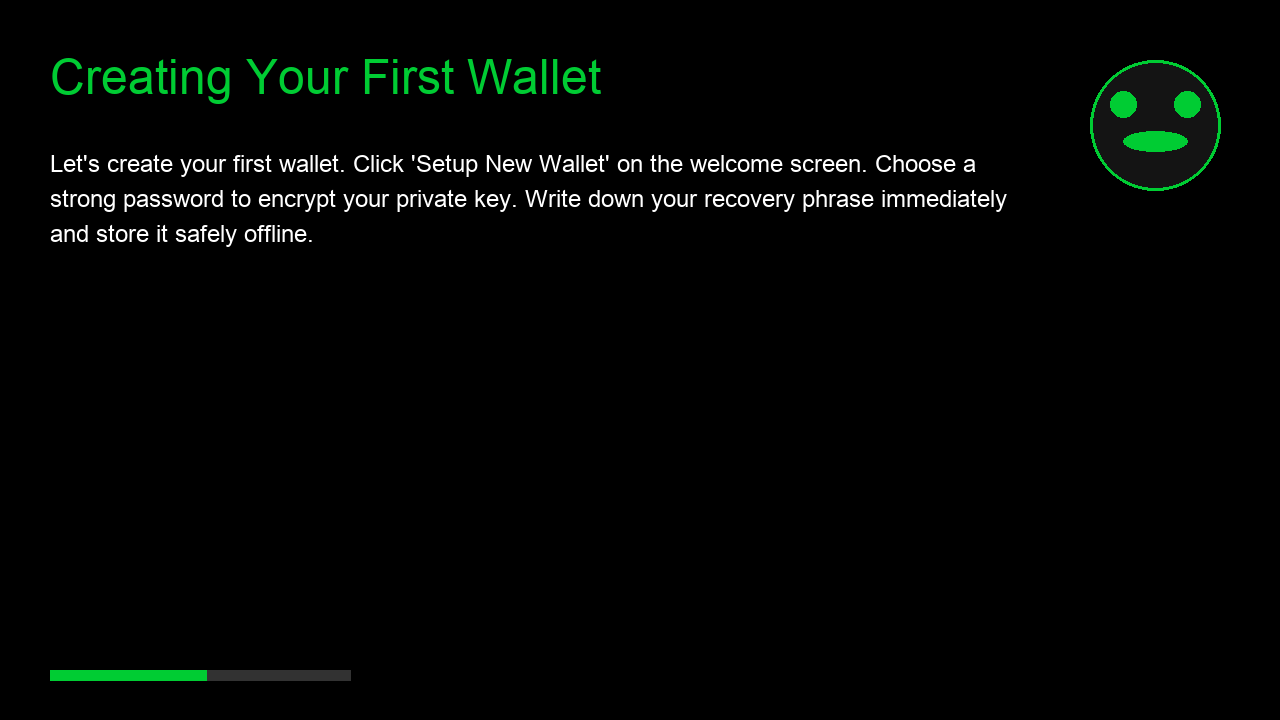 Creating Your First Wallet
Let's create your first wallet. Click 'Setup New Wallet' on the welcome screen. Choose a
strong password to encrypt your private key. Write down your recovery phrase immediately
and store it safely offline.